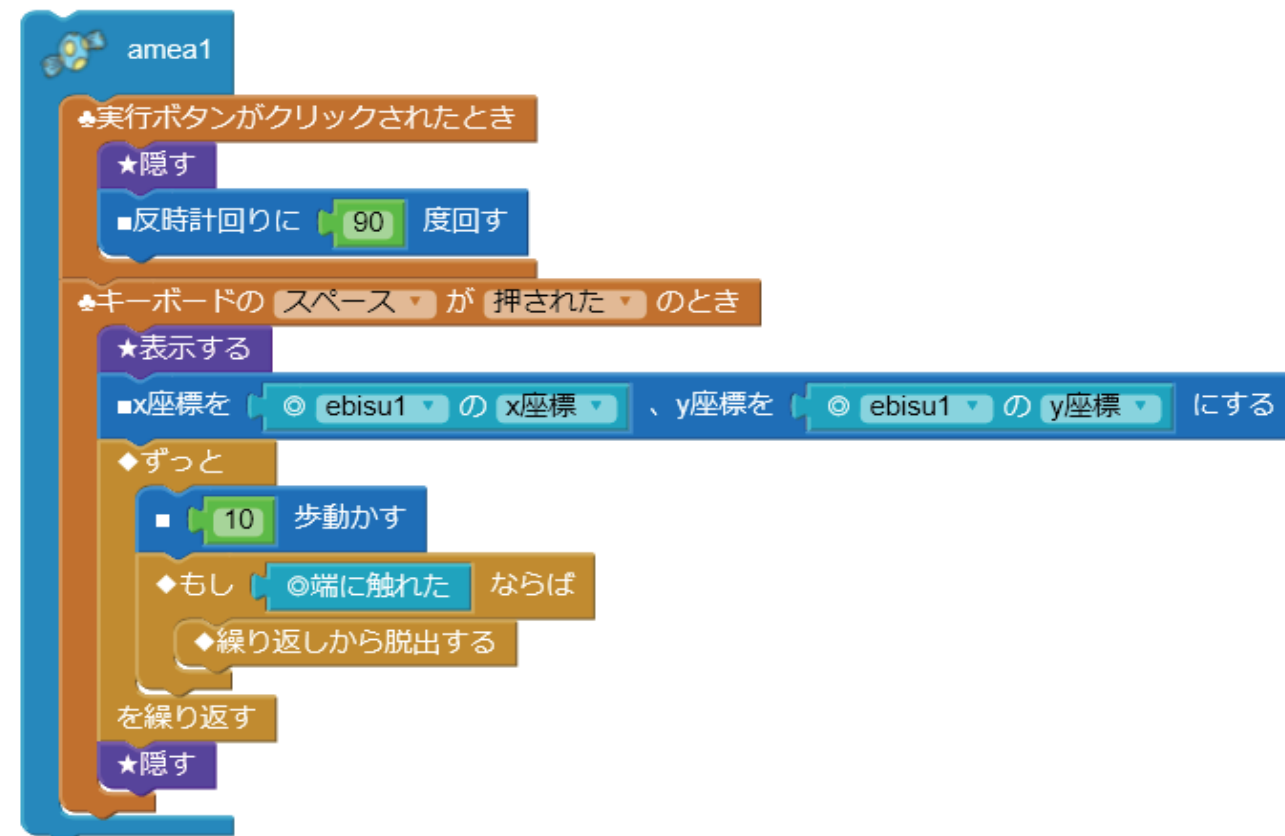 amea1
♣実行ボタンがクリックされたとき
★隠す
■反時計回りに 90 度回す
♣キーボードの スペース ▼ が 押された ▼ のとき
★表示する
■x座標を ◎ ebisu1 ▼ の x座標 ▼ 、y座標を ◎ ebisu1 ▼ の y座標 ▼ にする
◆ずっと
■ 10 歩動かす
◆もし ◎端に触れた ならば
◆繰り返しから脱出する
を繰り返す
★隠す